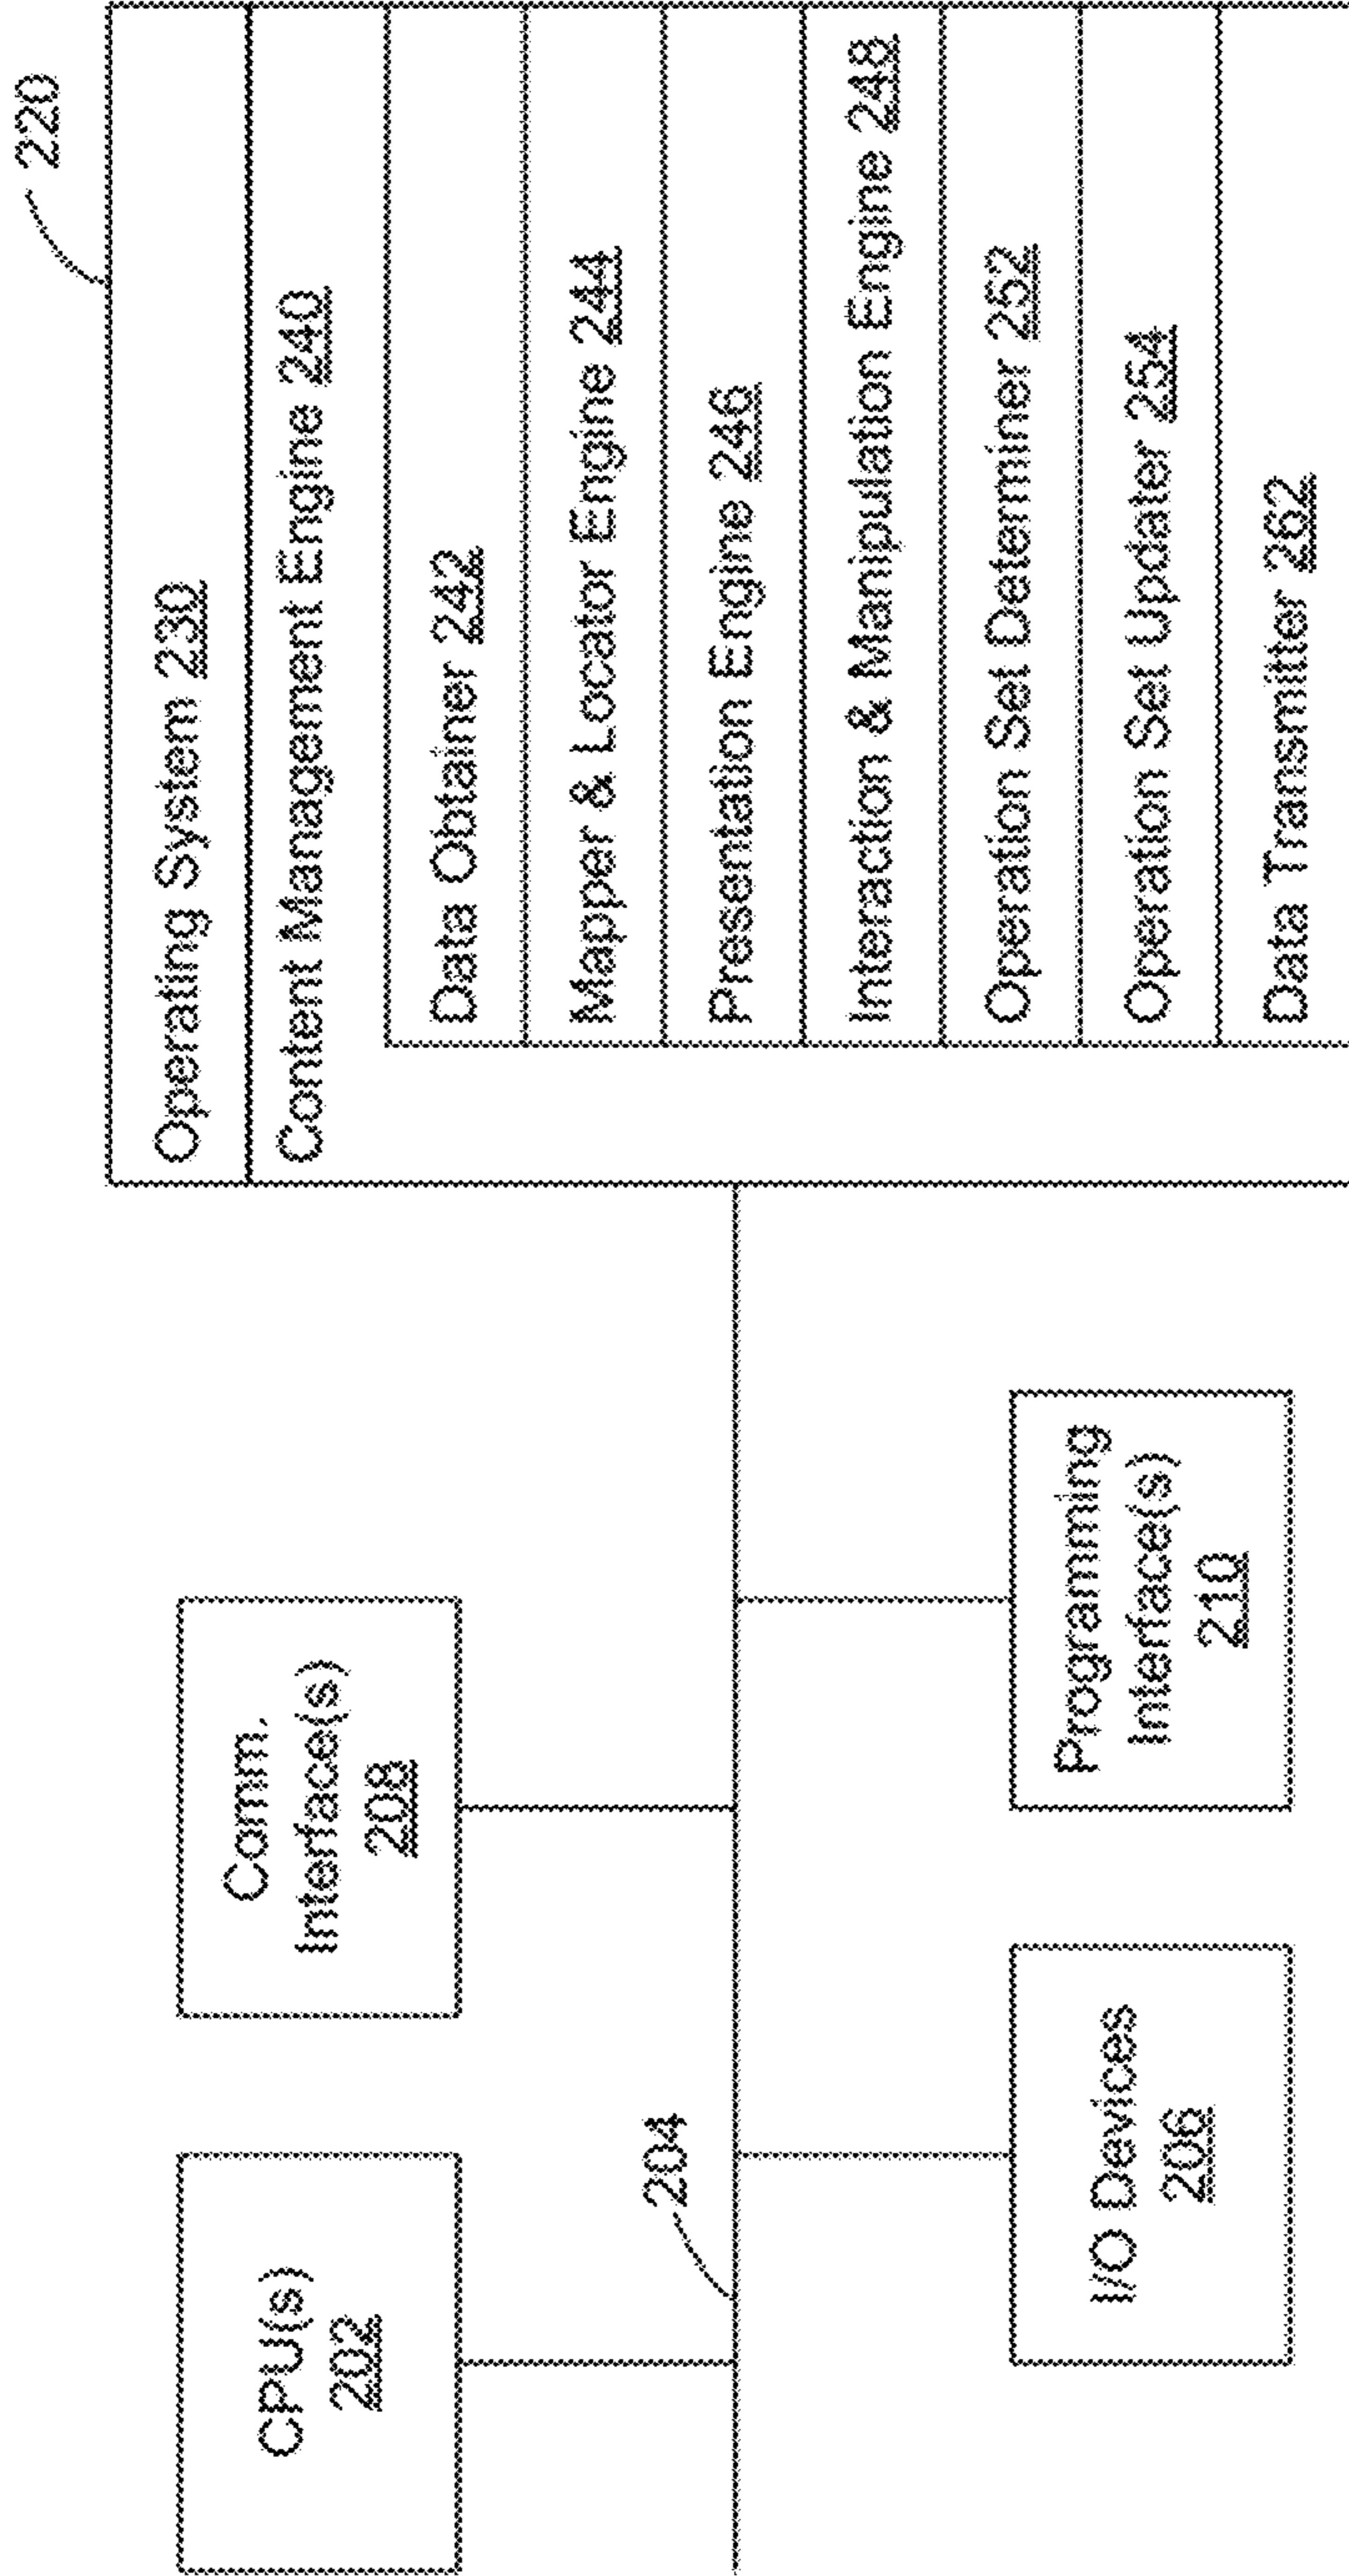 220
Operating System 230
Content Management Engine 240
Data Obtainer 242
Mapper & Locator Engine 244
Presentation Engine 246
Interaction & Manipulation Engine 248
Operation Set Determiner 252
Operation Set Updater 254
Data Transmitter 262
CPU(s)
202
Comm.
Interface(s)
208
204
I/O Devices
206
Programming
Interface(s)
210